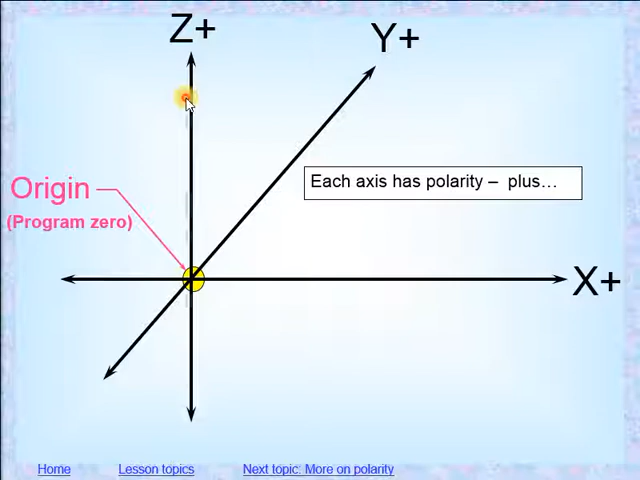 Z+
Y+
Each axis has polarity – plus…
Origin
(Program zero)
X+
Home
Lesson topics
Next topic: More on polarity